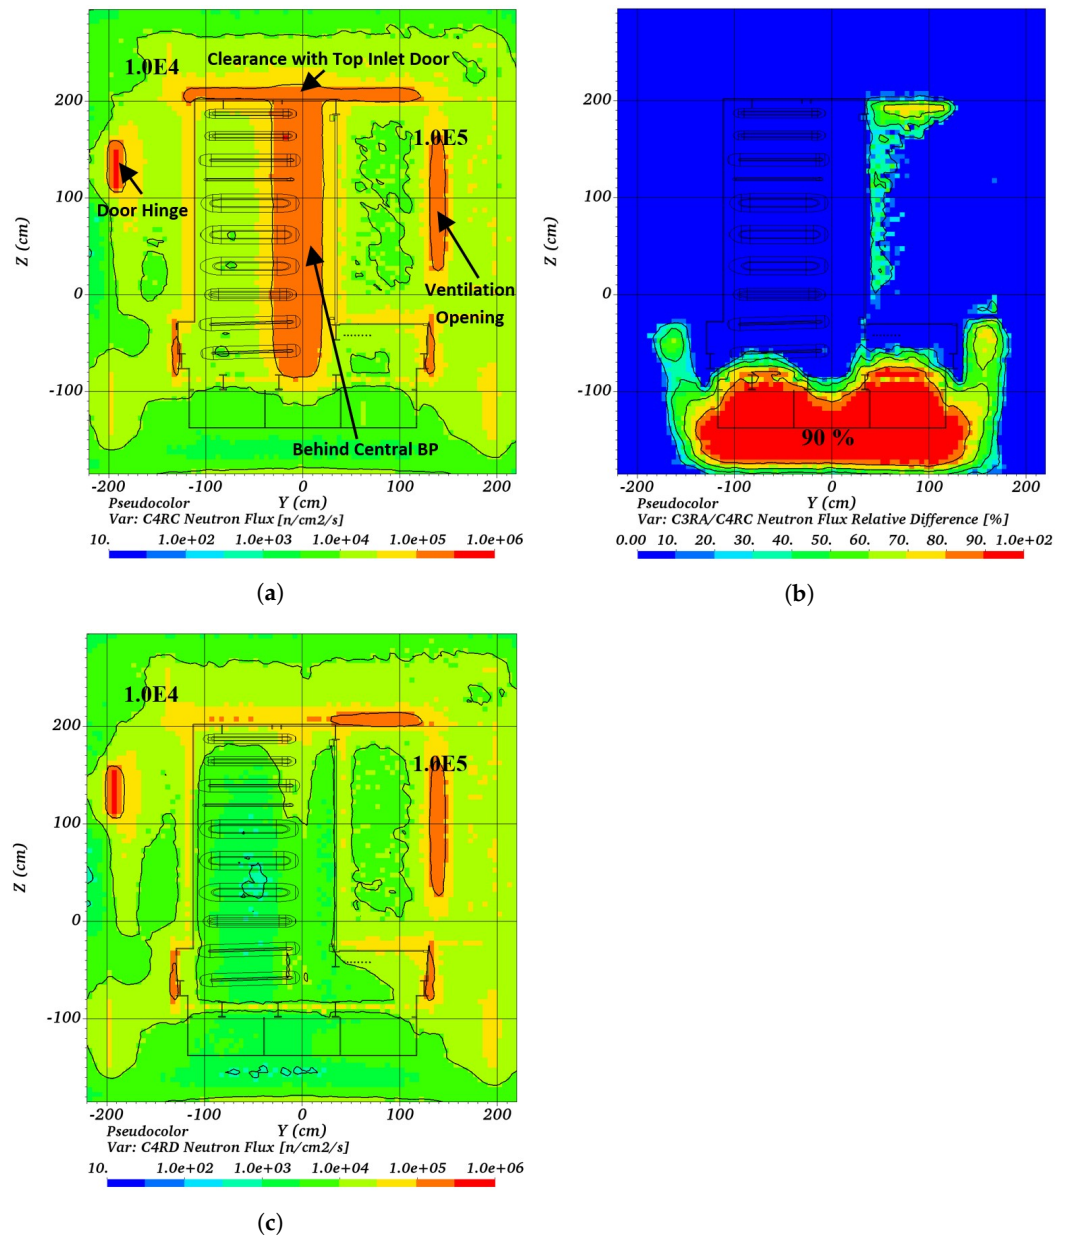 1.0E4
Clearance with Top Inlet Door
1.0E5
Door Hinge
Ventilation
Opening
Behind Central BP
200
100
0
-100
Z (cm)
-200 -100 0 100 200
Pseudocolor Y (cm)
Var: C4RC Neutron Flux [n/cm2/s]
10. 1.0e+02 1.0e+03 1.0e+04 1.0e+05 1.0e+06
(a)
200
100
0
-100
Z (cm)
90 %
-200 -100 0 100 200
Pseudocolor Y (cm)
Var: C3RA/C4RC Neutron Flux Relative Difference [%]
0.00 10. 20. 30. 40. 50. 60. 70. 80. 90. 1.0e+02
(b)
1.0E4
1.0E5
200
100
0
-100
Z (cm)
-200 -100 0 100 200
Pseudocolor Y (cm)
Var: C4RD Neutron Flux [n/cm2/s]
10. 1.0e+02 1.0e+03 1.0e+04 1.0e+05 1.0e+06
(c)